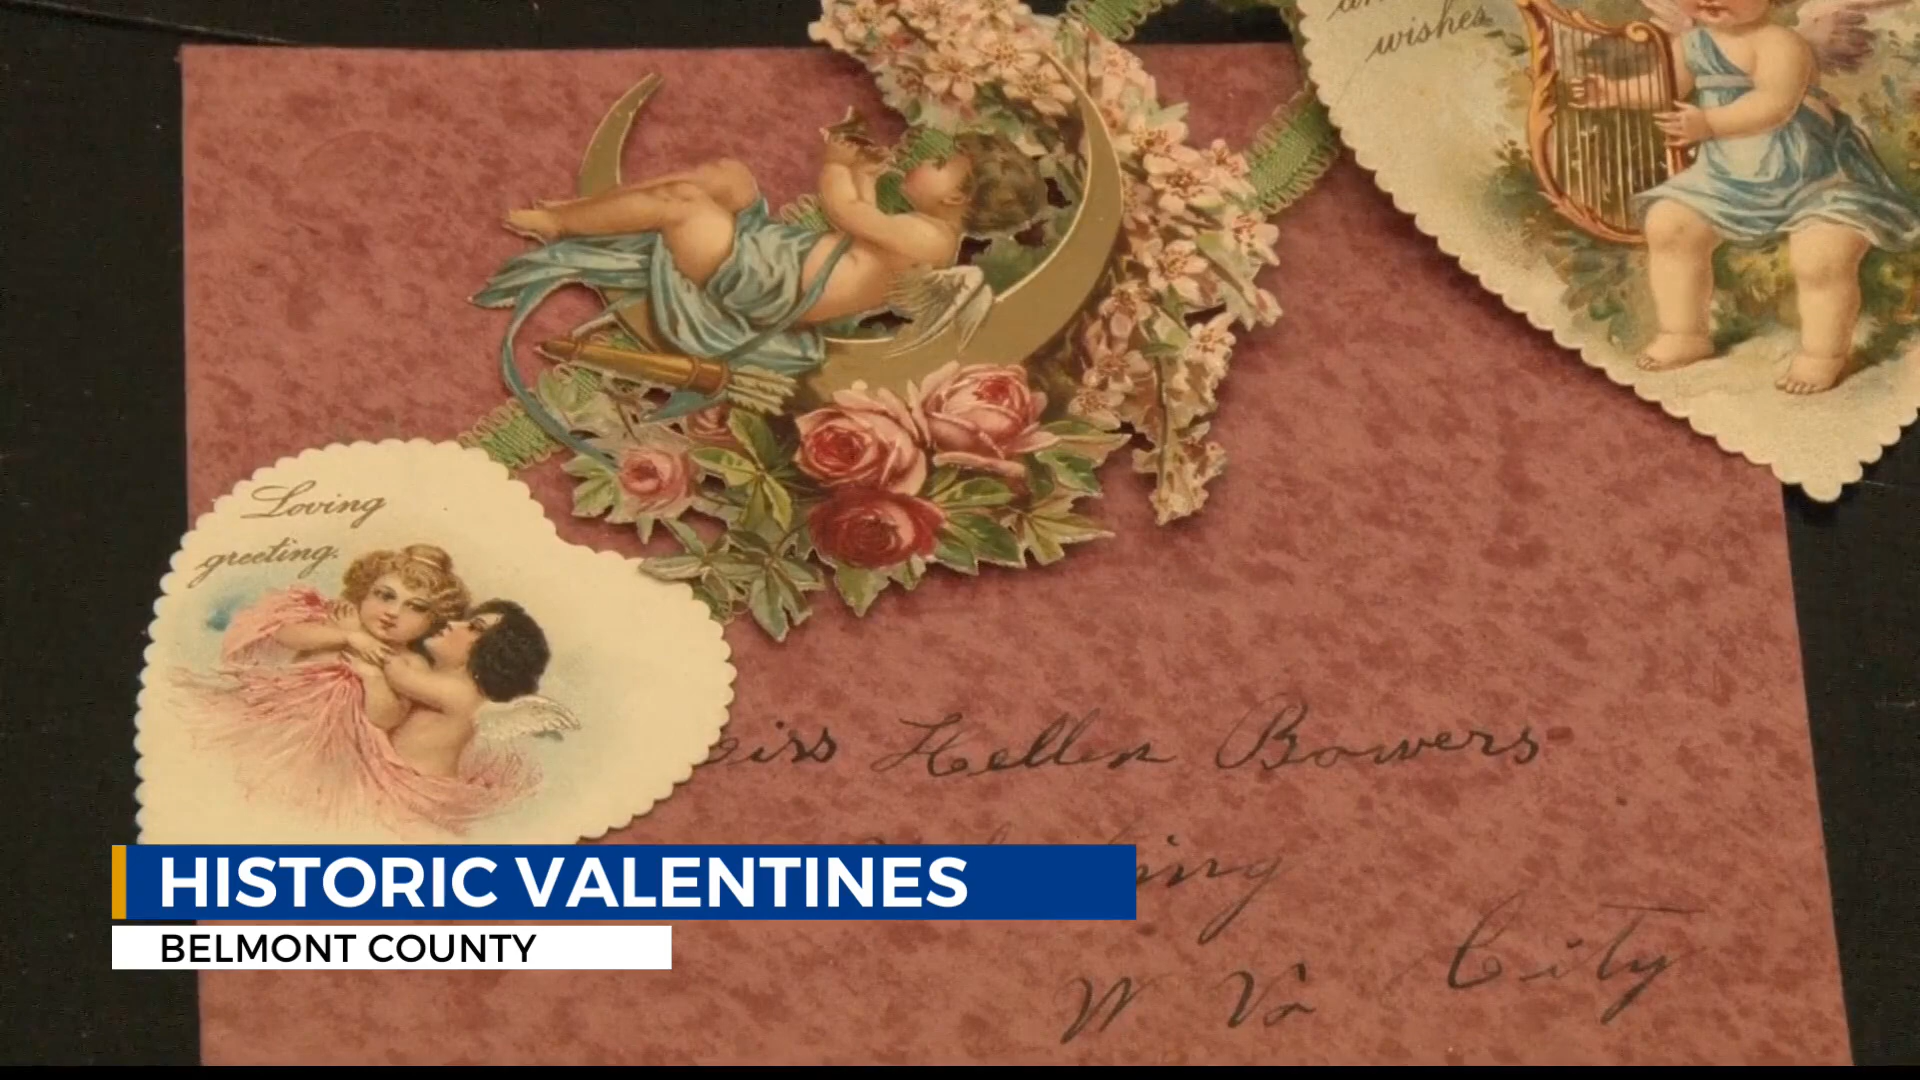 wishes
Loving
greeting.
Hellen Bowers
City
W Va
HISTORIC VALENTINES
BELMONT COUNTY